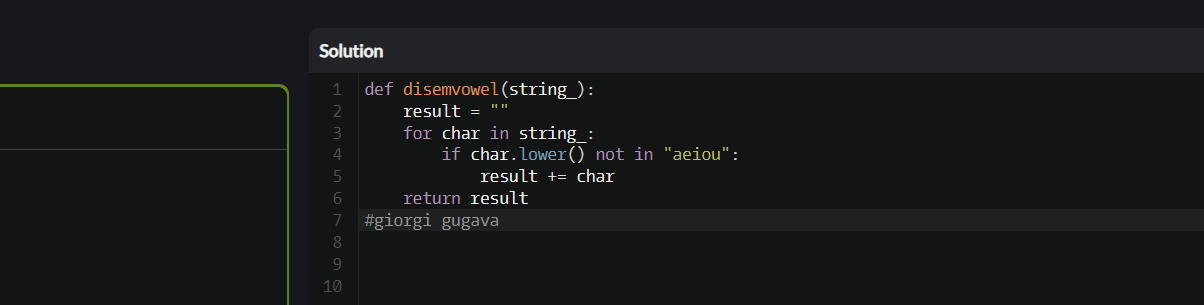 Solution
1 def disemvowel(string_):
2     result = ""
3     for char in string_:
4         if char.lower() not in "aeiou":
5             result += char
6     return result
7 #giorgi gugava
8
9
10